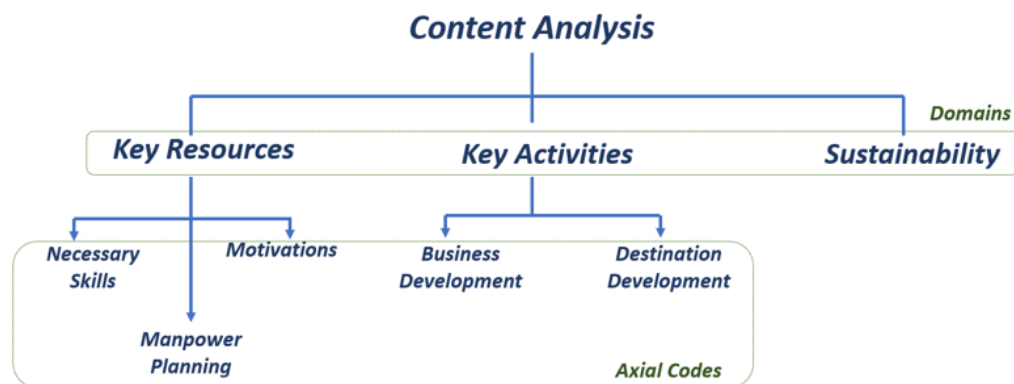 Content Analysis
Domains
Key Resources
Key Activities
Sustainability
Necessary
Skills
Motivations
Business
Development
Destination
Development
Manpower
Planning
Axial Codes